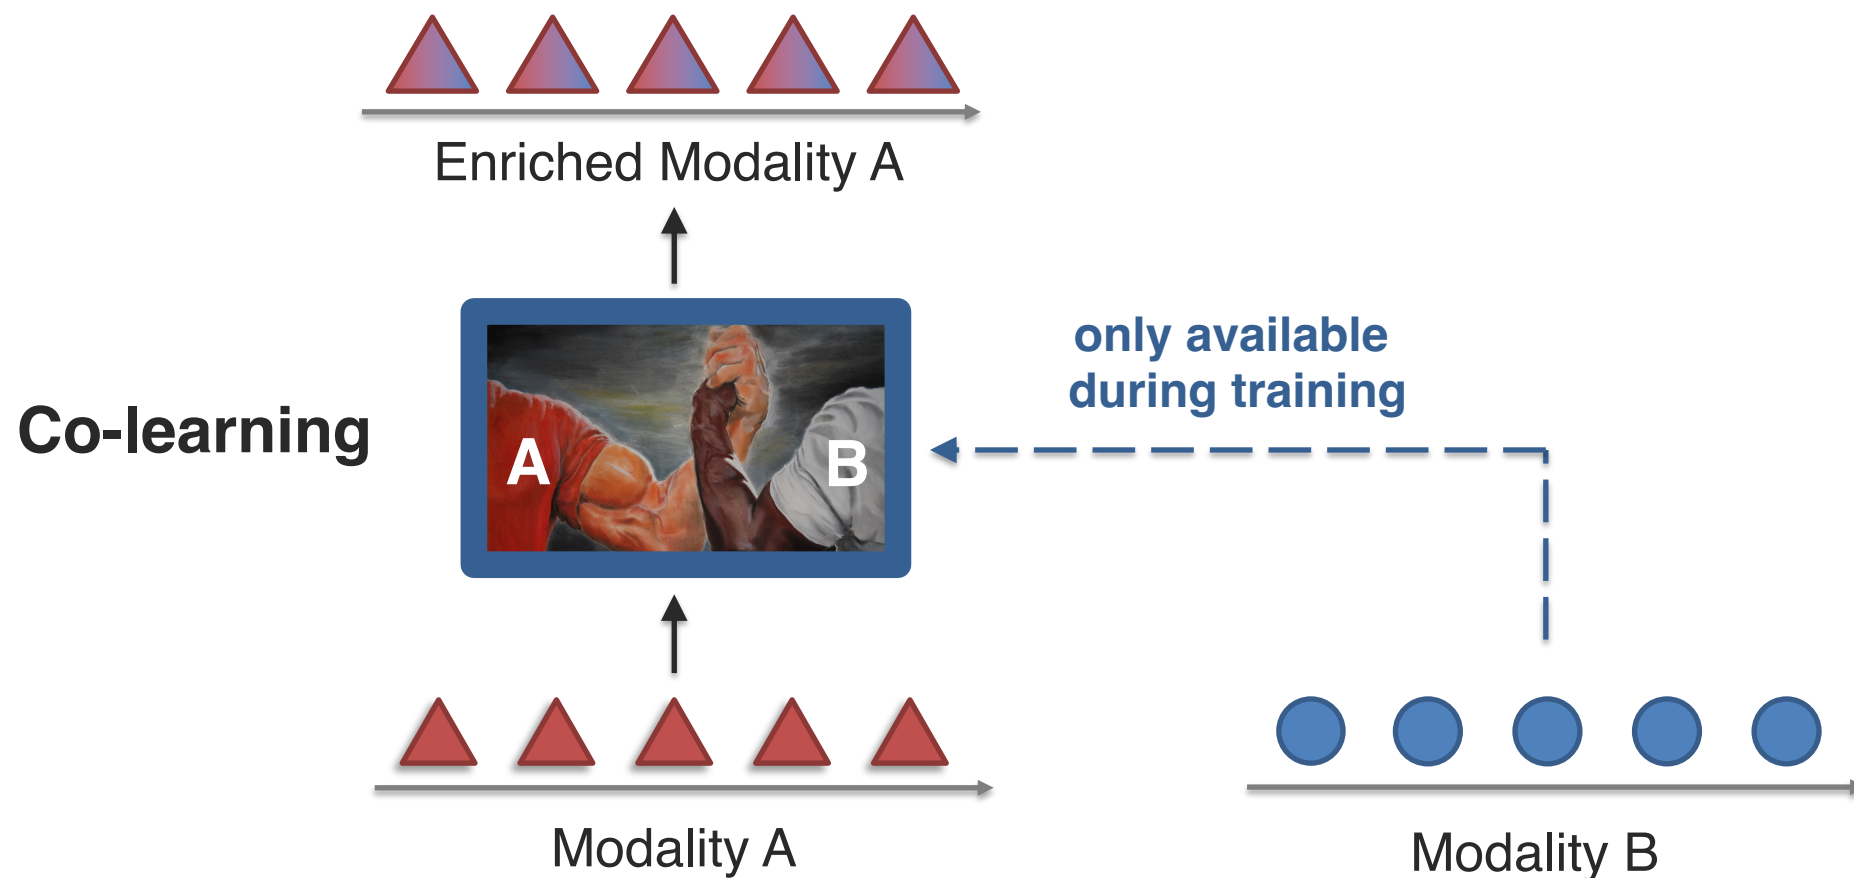 Enriched Modality A
only available
during training
Co-learning
A
B
Modality A
Modality B